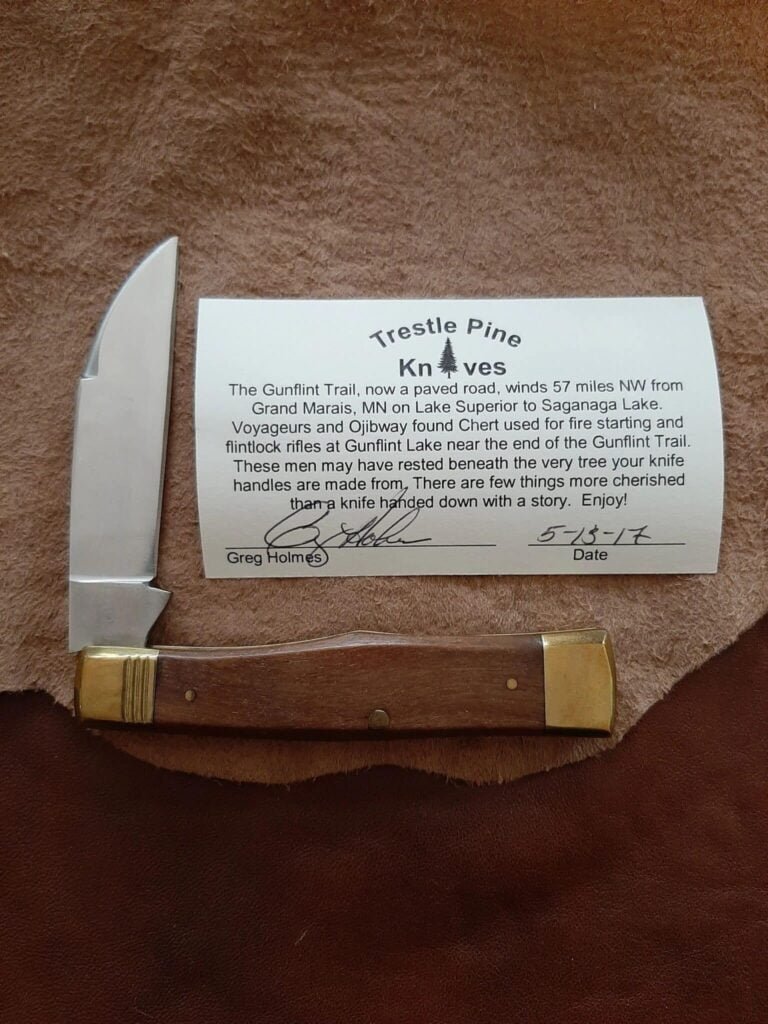 Trestle Pine
Knives
The Gunflint Trail, now a paved road, winds 57 miles NW from
Grand Marais, MN on Lake Superior to Saganaga Lake.
Voyageurs and Ojibway found Chert used for fire starting and
flintlock rifles at Gunflint Lake near the end of the Gunflint Trail.
These men may have rested beneath the very tree your knife
handles are made from. There are few things more cherished
than a knife handed down with a story. Enjoy!
5-13-17
Greg Holmes Date